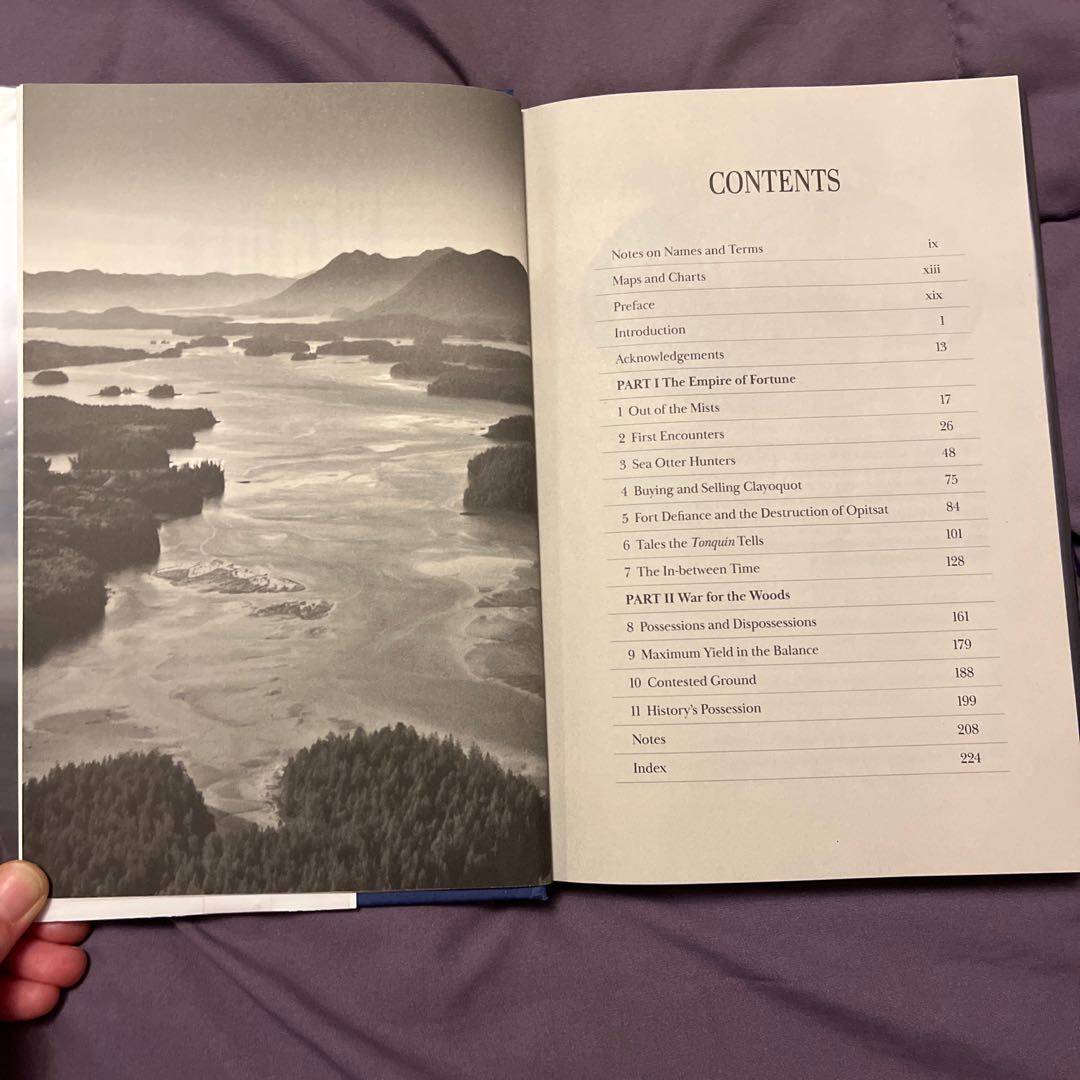 CONTENTS
Notes on Names and Terms ix
Maps and Charts xiii
Preface xix
Introduction 1
Acknowledgements 13
PART I The Empire of Fortune
1 Out of the Mists 17
2 First Encounters 26
3 Sea Otter Hunters 48
4 Buying and Selling Clayoquot 75
5 Fort Defiance and the Destruction of Opitsat 84
6 Tales the Tonquin Tells 101
7 The In-between Time 128
PART II War for the Woods
8 Possessions and Dispossessions 161
9 Maximum Yield in the Balance 179
10 Contested Ground 188
11 History's Possession 199
Notes 208
Index 224